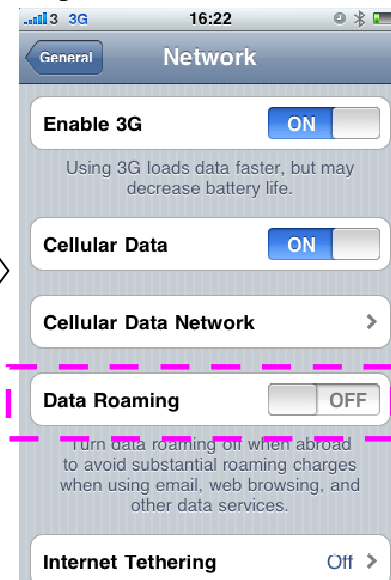 3 3G 16:22
General Network
Enable 3G ON
Using 3G loads data faster, but may
decrease battery life.
Cellular Data ON
Cellular Data Network
Data Roaming OFF
Turn data roaming off when abroad
to avoid substantial roaming charges
when using email, web browsing, and
other data services.
Internet Tethering Off